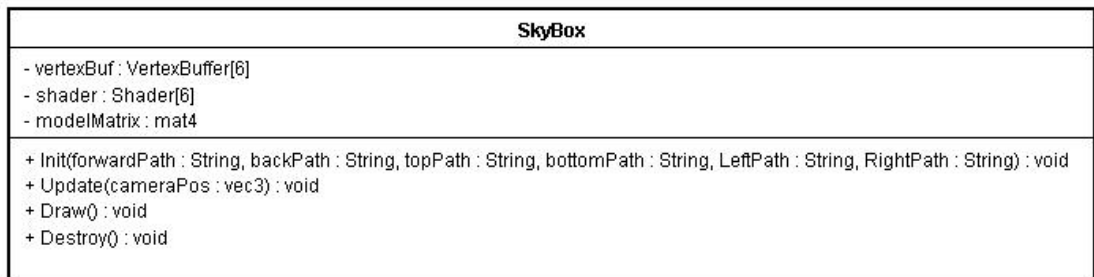 SkyBox
- vertexBuf : VertexBuffer[6]
- shader : Shader[6]
- modelMatrix : mat4
+ Init(forwardPath : String, backPath : String, topPath : String, bottomPath : String, LeftPath : String, RightPath : String) : void
+ Update(cameraPos : vec3) : void
+ Draw() : void
+ Destroy() : void